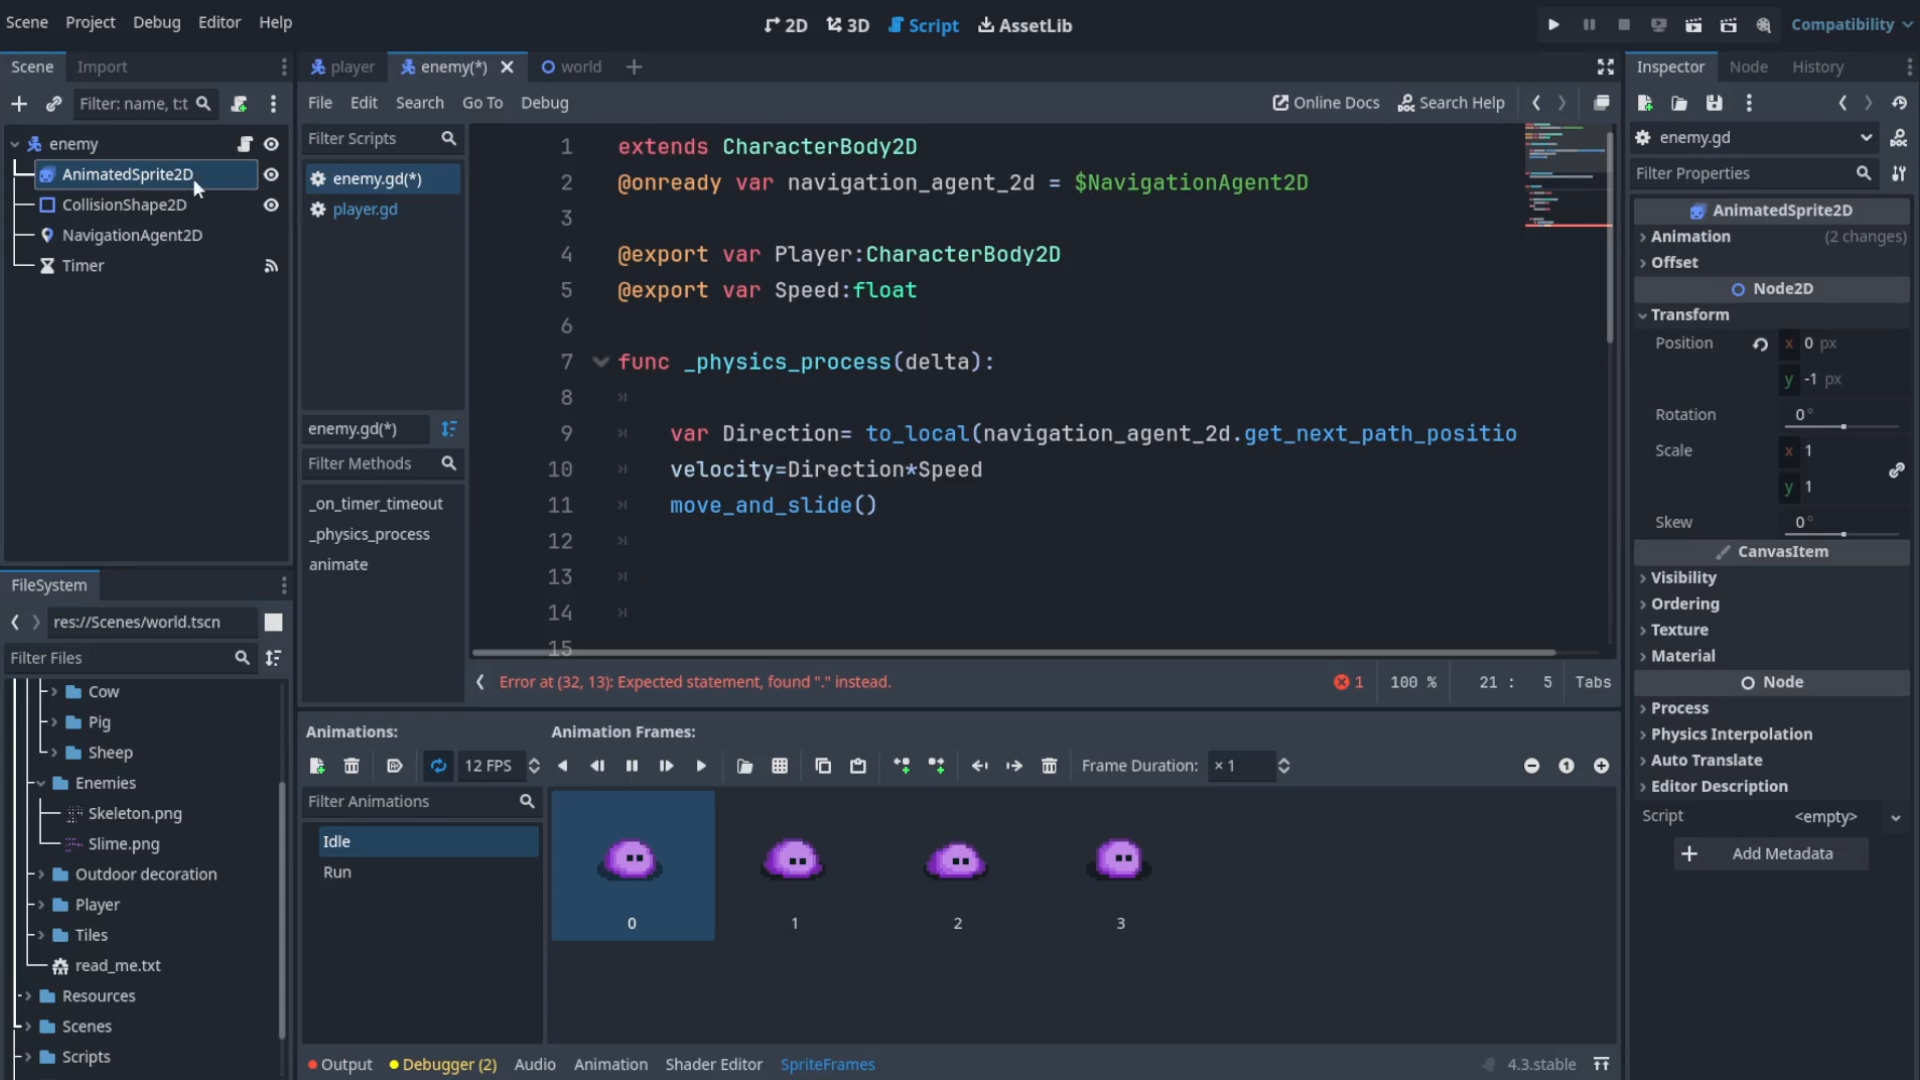 Scene Project Debug Editor Help
2D 3D Script AssetLib
Compatibility
Scene Import
player enemy(*) world
Inspector Node History
Filter: name, t:t
File Edit Search Go To Debug
Online Docs Search Help
Filter Scripts
enemy.gd(*)
player.gd
enemy.gd(*)
Filter Methods
_on_timer_timeout
_physics_process
animate
enemy
AnimatedSprite2D
CollisionShape2D
NavigationAgent2D
Timer
1 extends CharacterBody2D
2 @onready var navigation_agent_2d = $NavigationAgent2D
3
4 @export var Player:CharacterBody2D
5 @export var Speed:float
6
7 func _physics_process(delta):
8
9 var Direction= to_local(navigation_agent_2d.get_next_path_positio
10 velocity=Direction*Speed
11 move_and_slide()
12
13
14
15
Error at (32, 13): Expected statement, found "." instead.
1 100 % 21 : 5 Tabs
FileSystem
res://Scenes/world.tscn
Filter Files
Cow
Pig
Sheep
Enemies
Skeleton.png
Slime.png
Outdoor decoration
Player
Tiles
read_me.txt
Resources
Scenes
Scripts
Animations:
12 FPS
Filter Animations
Idle
Run
Animation Frames:
Frame Duration: × 1
0 1 2 3
Output Debugger (2) Audio Animation Shader Editor SpriteFrames
4.3.stable
enemy.gd
Filter Properties
AnimatedSprite2D
Animation (2 changes)
Offset
Node2D
Transform
Position x 0 px
y -1 px
Rotation 0 °
Scale x 1
y 1
Skew 0 °
CanvasItem
Visibility
Ordering
Texture
Material
Node
Process
Physics Interpolation
Auto Translate
Editor Description
Script <empty>
Add Metadata